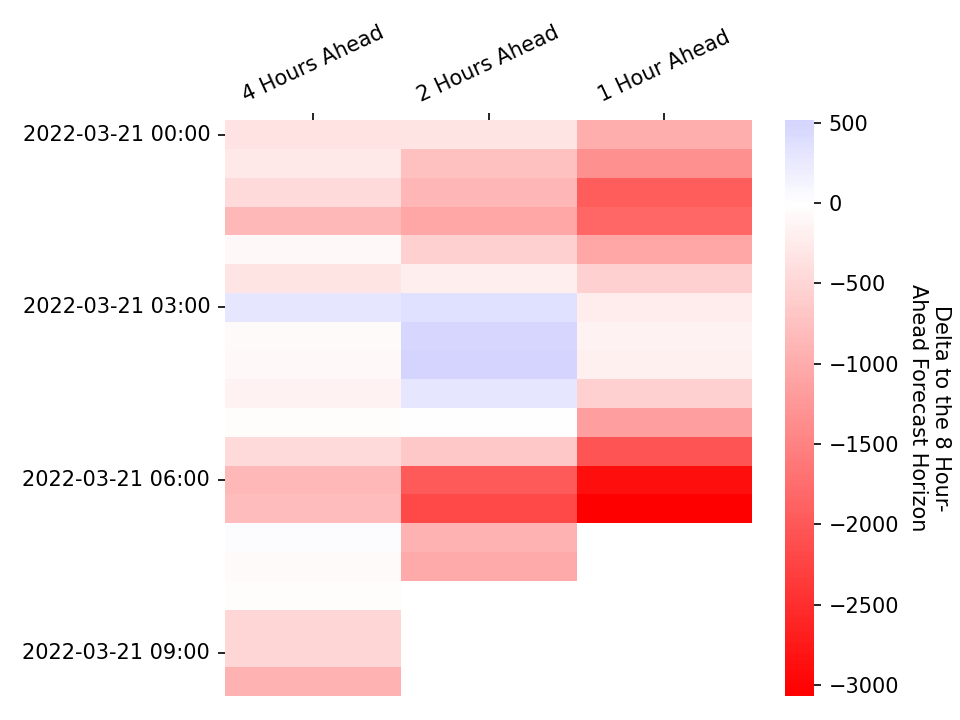 4 Hours Ahead
2 Hours Ahead
1 Hour Ahead
2022-03-21 00:00
2022-03-21 03:00
2022-03-21 06:00
2022-03-21 09:00
500
0
−500
−1000
−1500
−2000
−2500
−3000
Delta to the 8 Hour-
Ahead Forecast Horizon